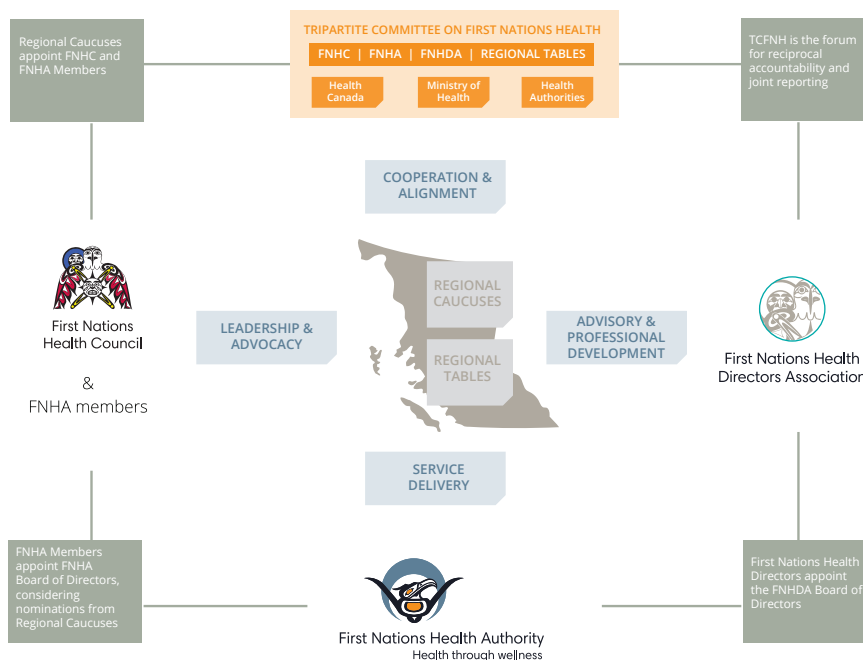 Regional Caucuses
appoint FNHC and
FNHA Members
TRIPARTITE COMMITTEE ON FIRST NATIONS HEALTH
FNHC | FNHA | FNHDA | REGIONAL TABLES
Health
Canada
Ministry of
Health
Health
Authorities
TCFNH is the forum
for reciprocal
accountability and
joint reporting
COOPERATION &
ALIGNMENT
First Nations
Health Council
&
FNHA members
LEADERSHIP &
ADVOCACY
REGIONAL
CAUCUSES
REGIONAL
TABLES
ADVISORY &
PROFESSIONAL
DEVELOPMENT
First Nations Health
Directors Association
SERVICE
DELIVERY
FNHA Members
appoint FNHA
Board of Directors,
considering
nominations from
Regional Caucuses
First Nations Health Authority
Health through wellness
First Nations Health
Directors appoint
the FNHDA Board of
Directors